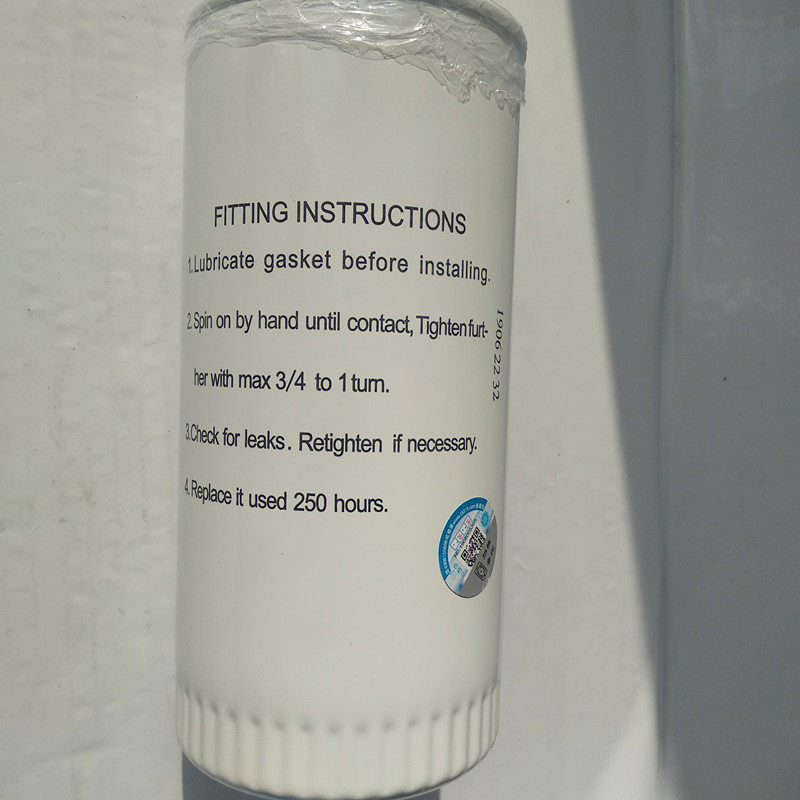 FITTING INSTRUCTIONS
1.Lubricate gasket before installing.
2.Spin on by hand until contact,Tighten furt-
her with max 3/4 to 1 turn.
3.Check for leaks. Retighten if necessary.
4.Replace it used 250 hours.
1906 22 32